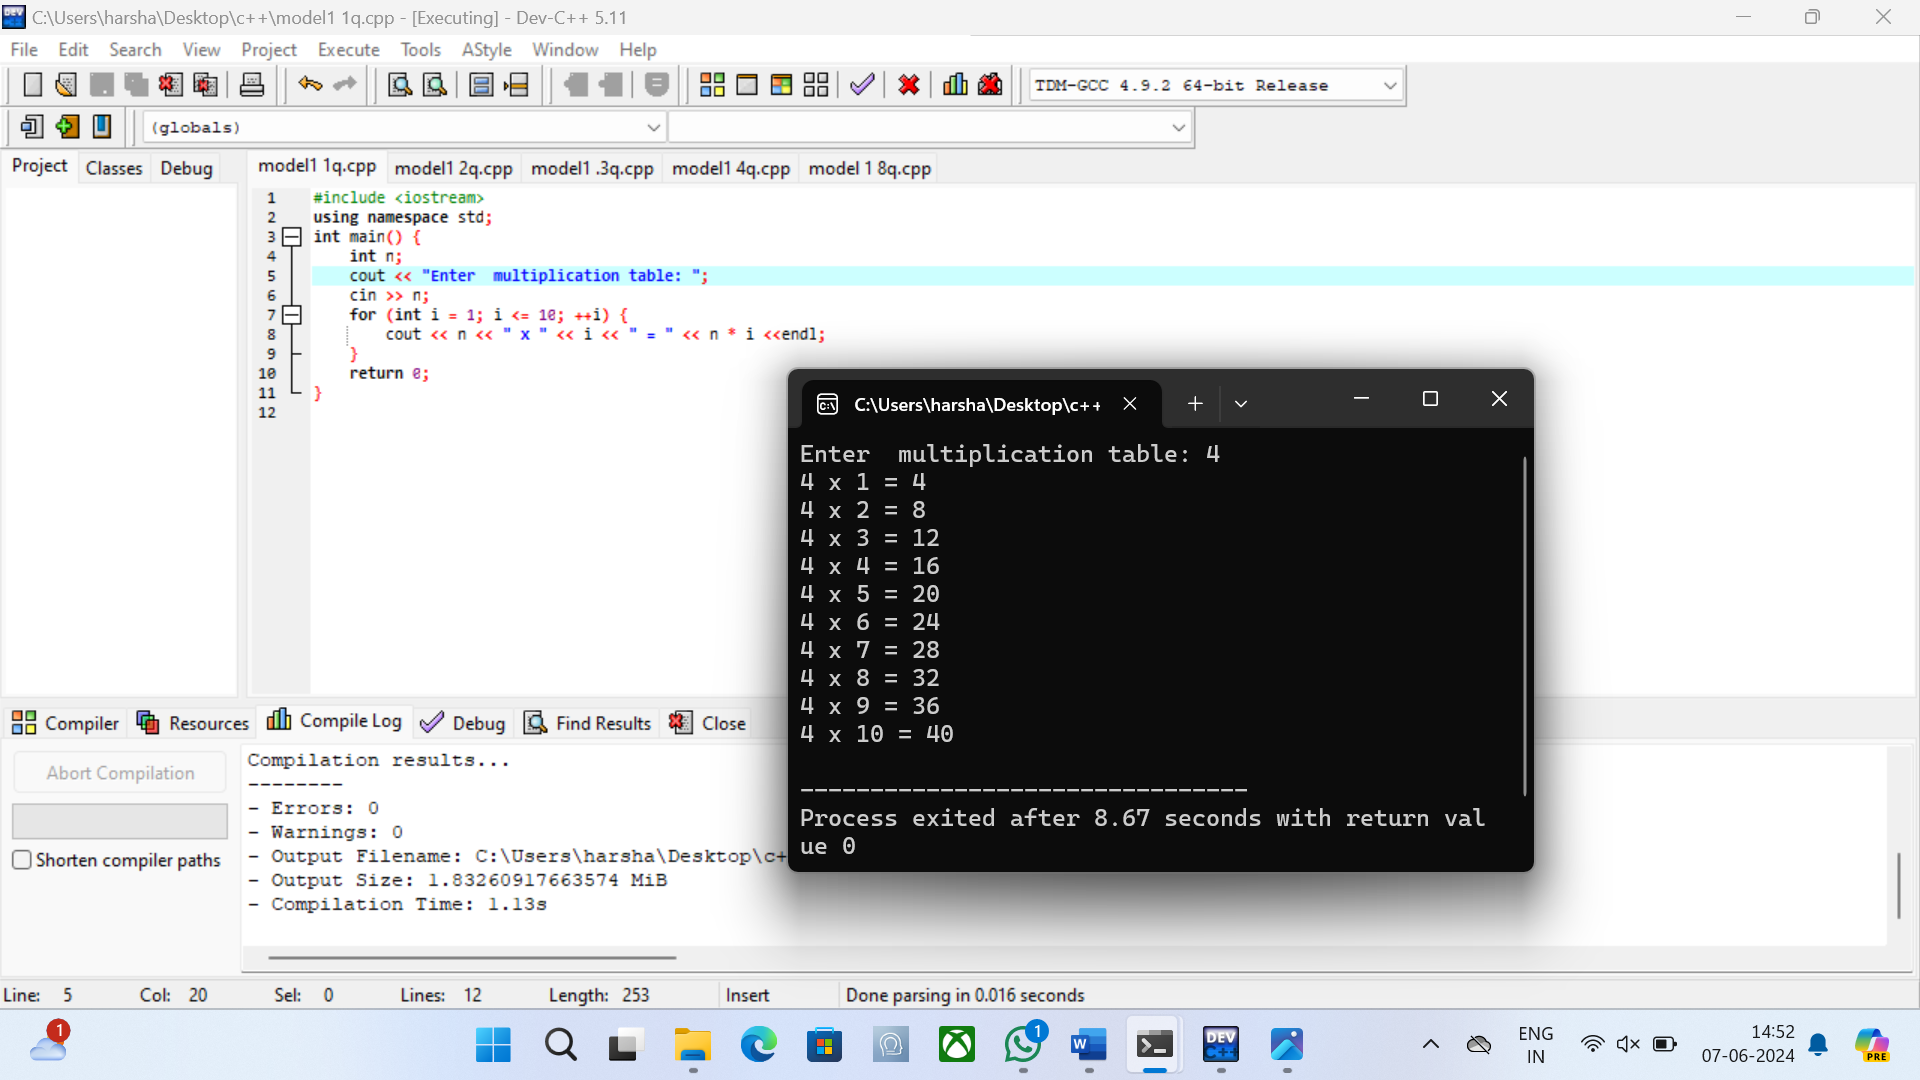 C:\Users\harsha\Desktop\c++\model1 1q.cpp - [Executing] - Dev-C++ 5.11
File Edit Search View Project Execute Tools AStyle Window Help
TDM-GCC 4.9.2 64-bit Release
(globals)
Project Classes Debug
model1 1q.cpp model1 2q.cpp model1 .3q.cpp model1 4q.cpp model 1 8q.cpp
1 #include <iostream>
2 using namespace std;
3 int main() {
4 int n;
5 cout << "Enter  multiplication table: ";
6 cin >> n;
7 for (int i = 1; i <= 10; ++i) {
8 cout << n << " x " << i << " = " << n * i <<endl;
9 }
10 return 0;
11 }
12
C:\Users\harsha\Desktop\c++
Enter  multiplication table: 4
4 x 1 = 4
4 x 2 = 8
4 x 3 = 12
4 x 4 = 16
4 x 5 = 20
4 x 6 = 24
4 x 7 = 28
4 x 8 = 32
4 x 9 = 36
4 x 10 = 40
--------------------------------
Process exited after 8.67 seconds with return val
ue 0
Compiler Resources Compile Log Debug Find Results Close
Abort Compilation
Shorten compiler paths
Compilation results...
--------
- Errors: 0
- Warnings: 0
- Output Filename: C:\Users\harsha\Desktop\c+
- Output Size: 1.83260917663574 MiB
- Compilation Time: 1.13s
Line: 5 Col: 20 Sel: 0 Lines: 12 Length: 253 Insert Done parsing in 0.016 seconds
1
1
W
DEV
C++
ENG
IN
14:52
07-06-2024
PRE